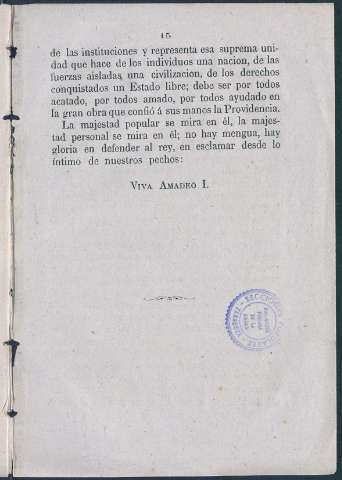 15
de las instituciones y representa esa suprema uni-
dad que hace de los individuos una nacion, de las
fuerzas aisladas una civilizacion, de los derechos
conquistados un Estado libre; debe ser por todos
acatado, por todos amado, por todos ayudado en
la gran obra que confió á sus manos la Providencia.
La majestad popular se mira en él, la majes-
tad personal se mira en él; no hay mengua, hay
gloria en defender al rey, en esclamar desde lo
íntimo de nuestros pechos:
VIVA AMADEO I.